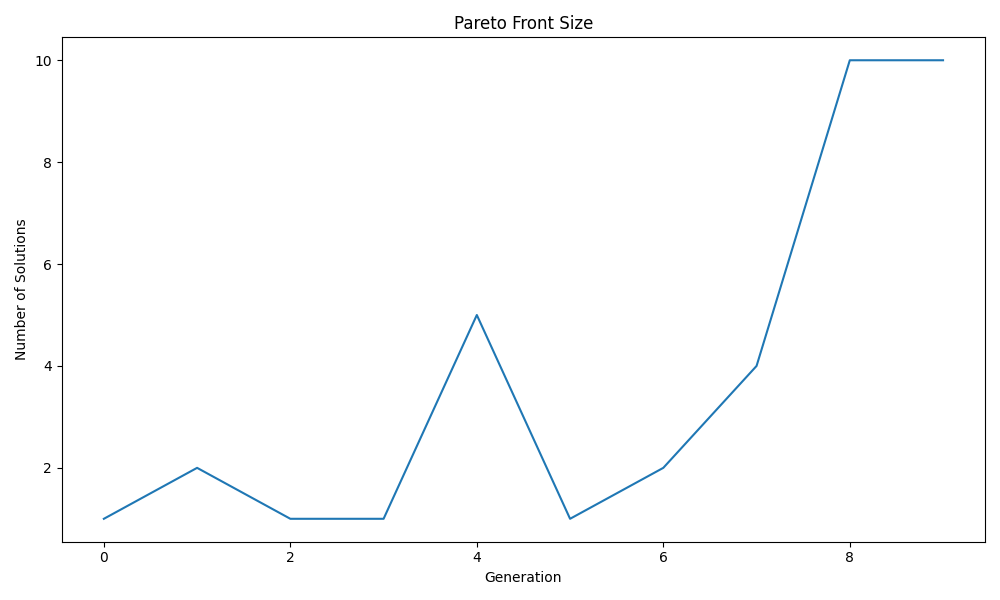 Pareto Front Size
Number of Solutions
10
8
6
4
2
0 2 4 6 8
Generation